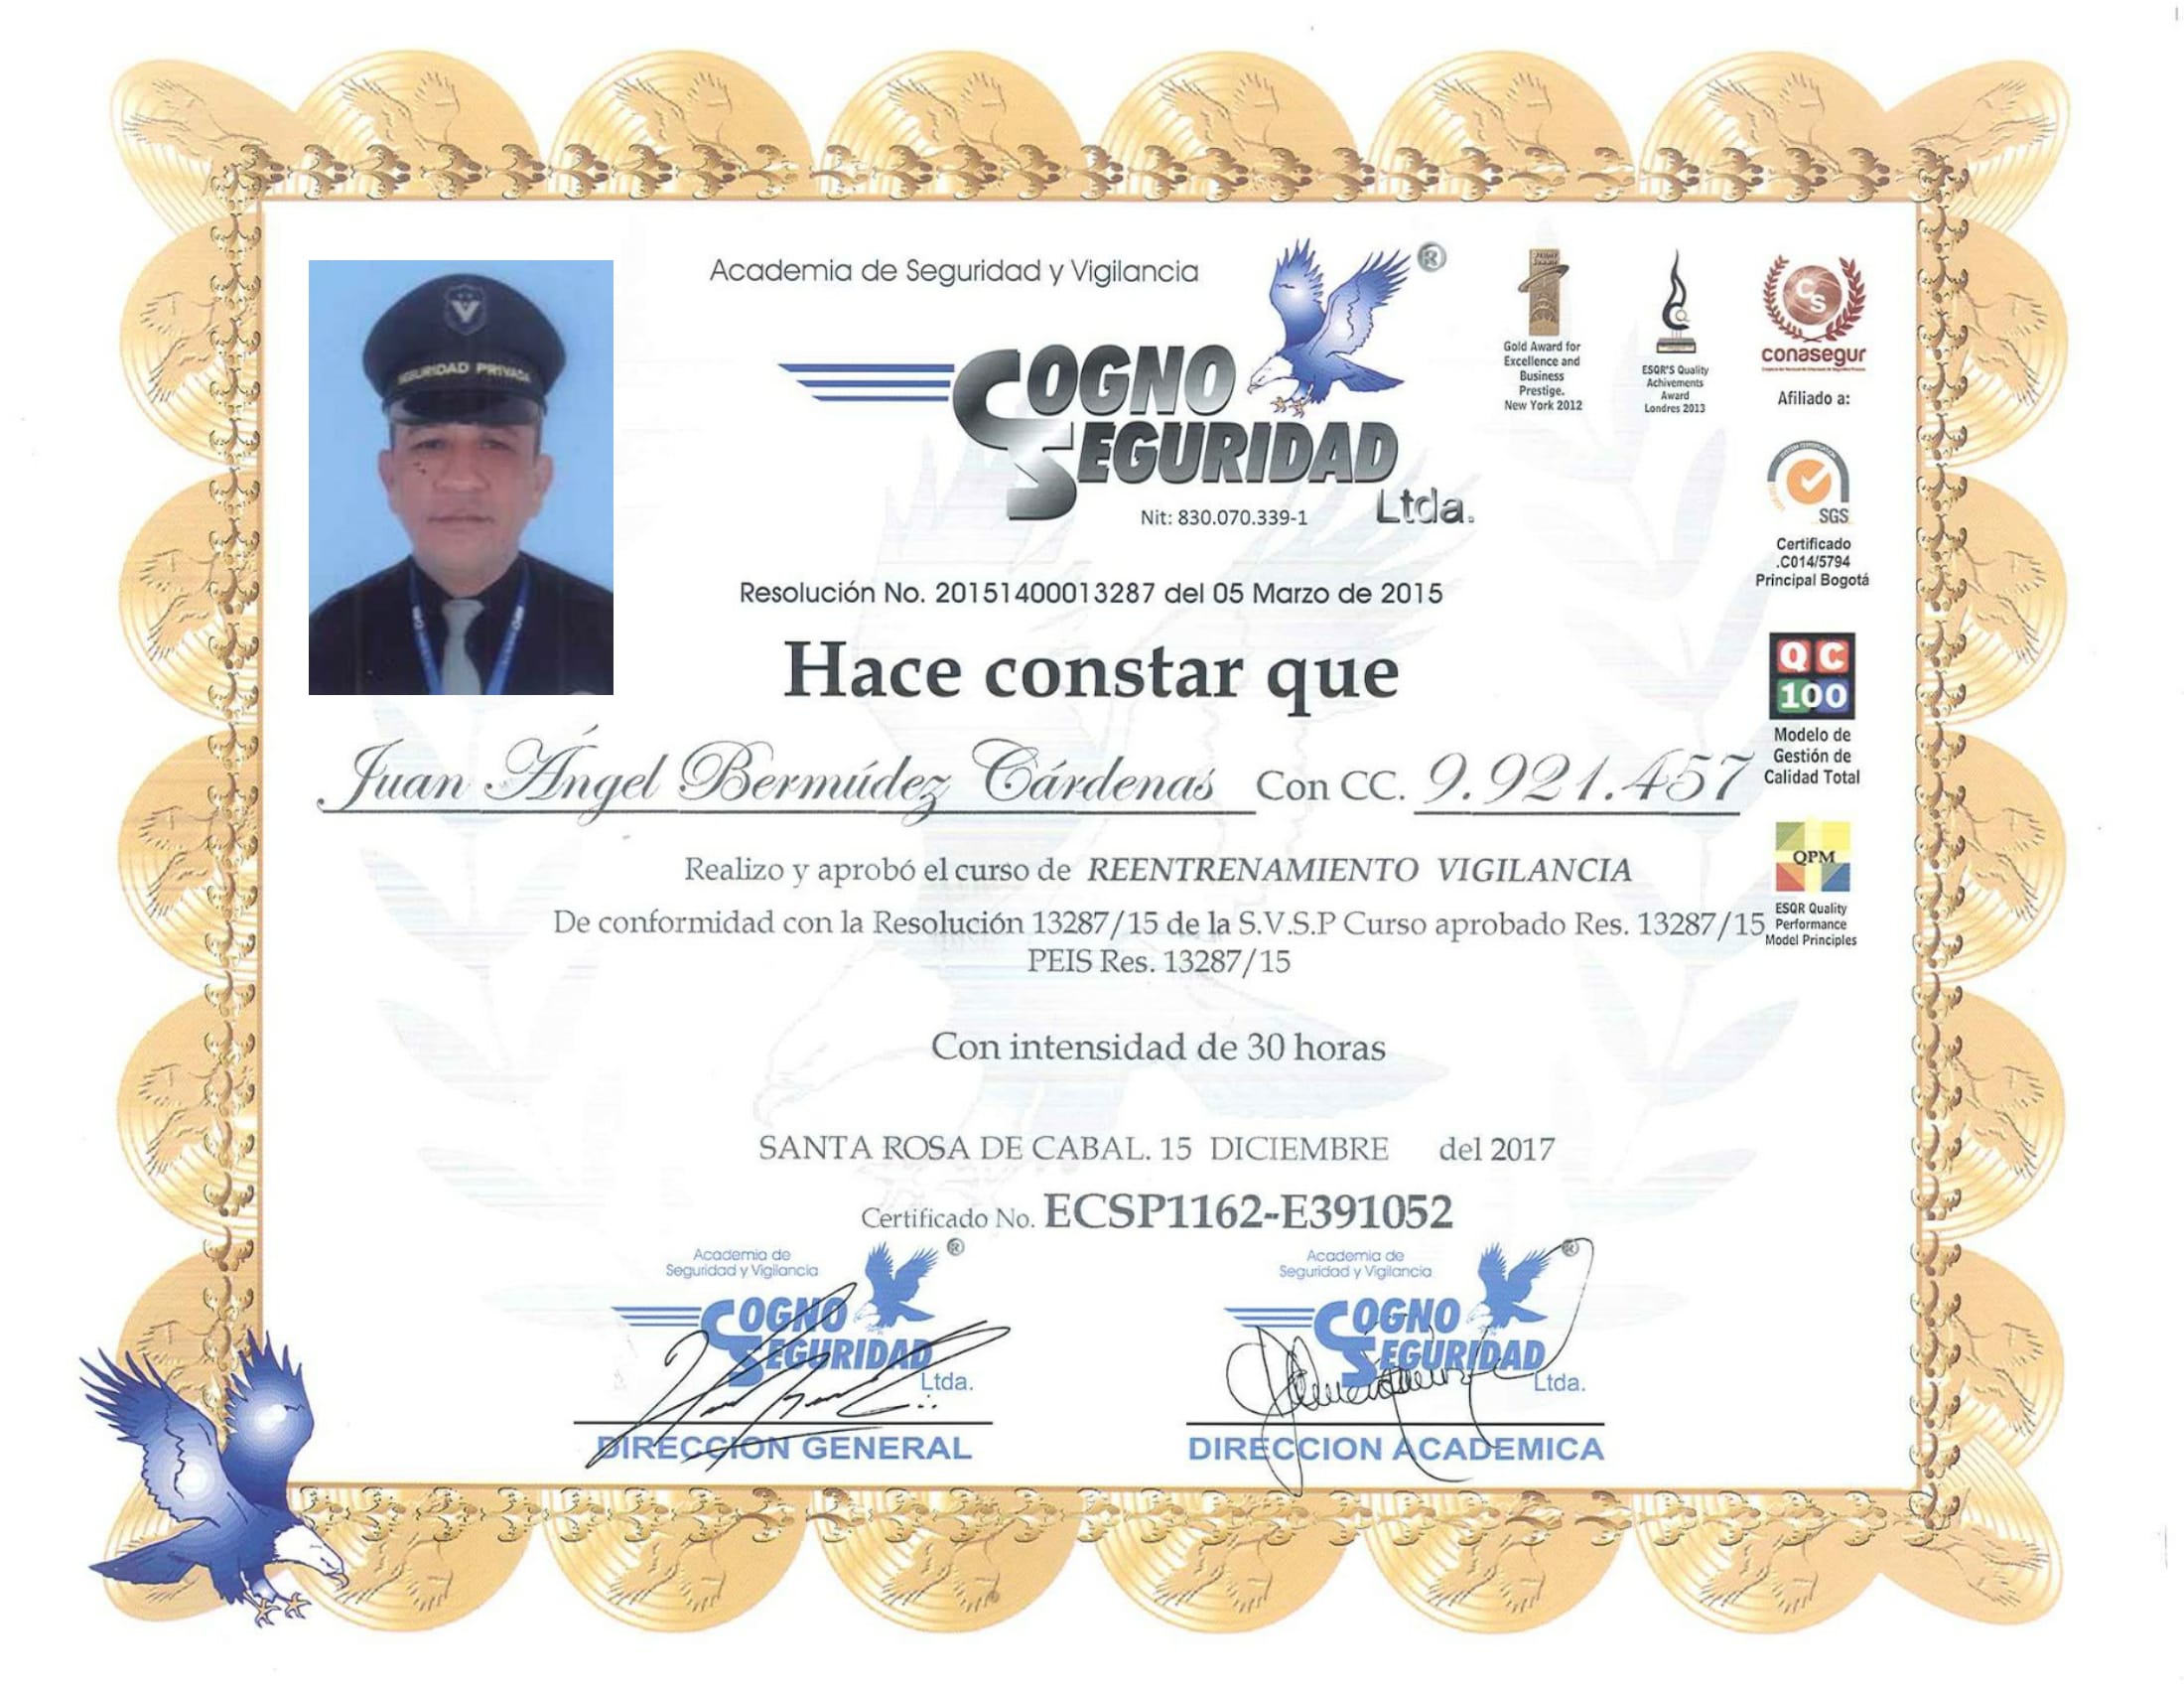 SEGURIDAD PRIVADA
Academia de Seguridad y Vigilancia
®
COGNO
SEGURIDAD
Ltda.
Nit: 830.070.339-1
Gold Award for
Excellence and
Business
Prestige.
New York 2012
ESQR'S Quality
Achivements
Award
Londres 2013
CS
conasegur
Afiliado a:
SGS
Certificado
.C014/5794
Principal Bogotá
Resolución No. 20151400013287 del 05 Marzo de 2015
Hace constar que
QC
100
Modelo de
Gestión de
Calidad Total
Juan Ángel Bermúdez Cárdenas Con CC. 9.921.457
Realizo y aprobó el curso de REENTRENAMIENTO VIGILANCIA
QPM
ESQR Quality
Performance
Model Principles
De conformidad con la Resolución 13287/15 de la S.V.S.P Curso aprobado Res. 13287/15
PEIS Res. 13287/15
Con intensidad de 30 horas
SANTA ROSA DE CABAL. 15 DICIEMBRE del 2017
Certificado No. ECSP1162-E391052
Academia de
Seguridad y Vigilancia
®
COGNO
SEGURIDAD
Ltda.
DIRECCION GENERAL
Academia de
Seguridad y Vigilancia
®
COGNO
SEGURIDAD
Ltda.
DIRECCION ACADEMICA